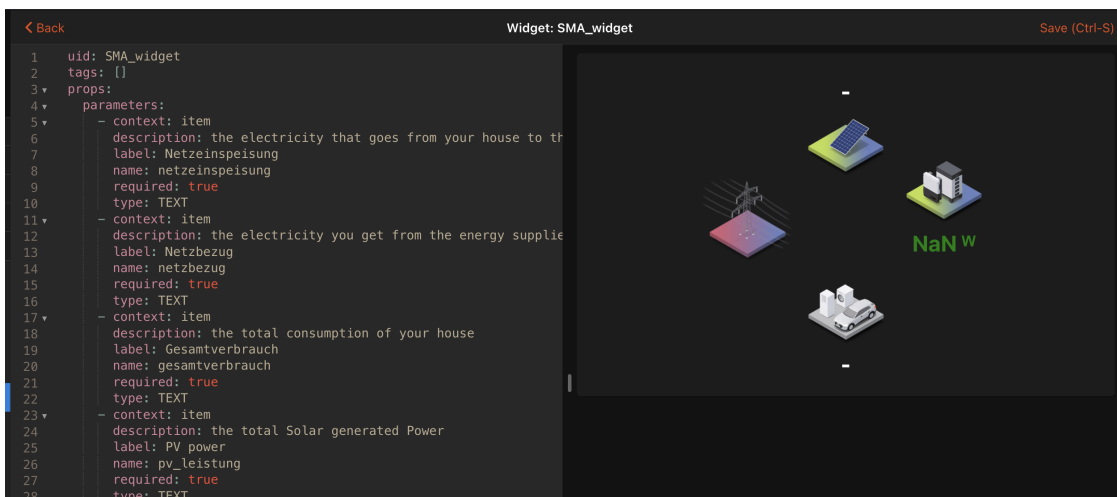 Back
Widget: SMA_widget
Save (Ctrl-S)
1 uid: SMA_widget
2 tags: []
3 props:
4 parameters:
5 - context: item
6 description: the electricity that goes from your house to th
7 label: Netzeinspeisung
8 name: netzeinspeisung
9 required: true
10 type: TEXT
11 - context: item
12 description: the electricity you get from the energy supplie
13 label: Netzbezug
14 name: netzbezug
15 required: true
16 type: TEXT
17 - context: item
18 description: the total consumption of your house
19 label: Gesamtverbrauch
20 name: gesamtverbrauch
21 required: true
22 type: TEXT
23 - context: item
24 description: the total Solar generated Power
25 label: PV power
26 name: pv_leistung
27 required: true
28 type: TEXT
-
NaN W
-